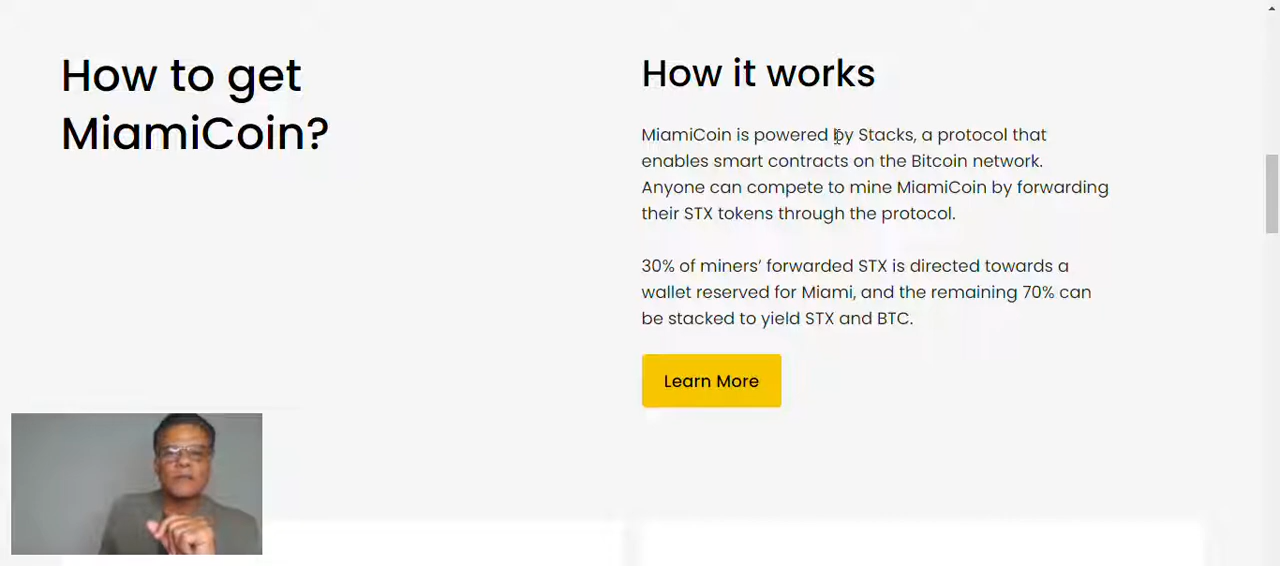 How to get
MiamiCoin?
How it works
MiamiCoin is powered by Stacks, a protocol that
enables smart contracts on the Bitcoin network.
Anyone can compete to mine MiamiCoin by forwarding
their STX tokens through the protocol.
30% of miners’ forwarded STX is directed towards a
wallet reserved for Miami, and the remaining 70% can
be stacked to yield STX and BTC.
Learn More